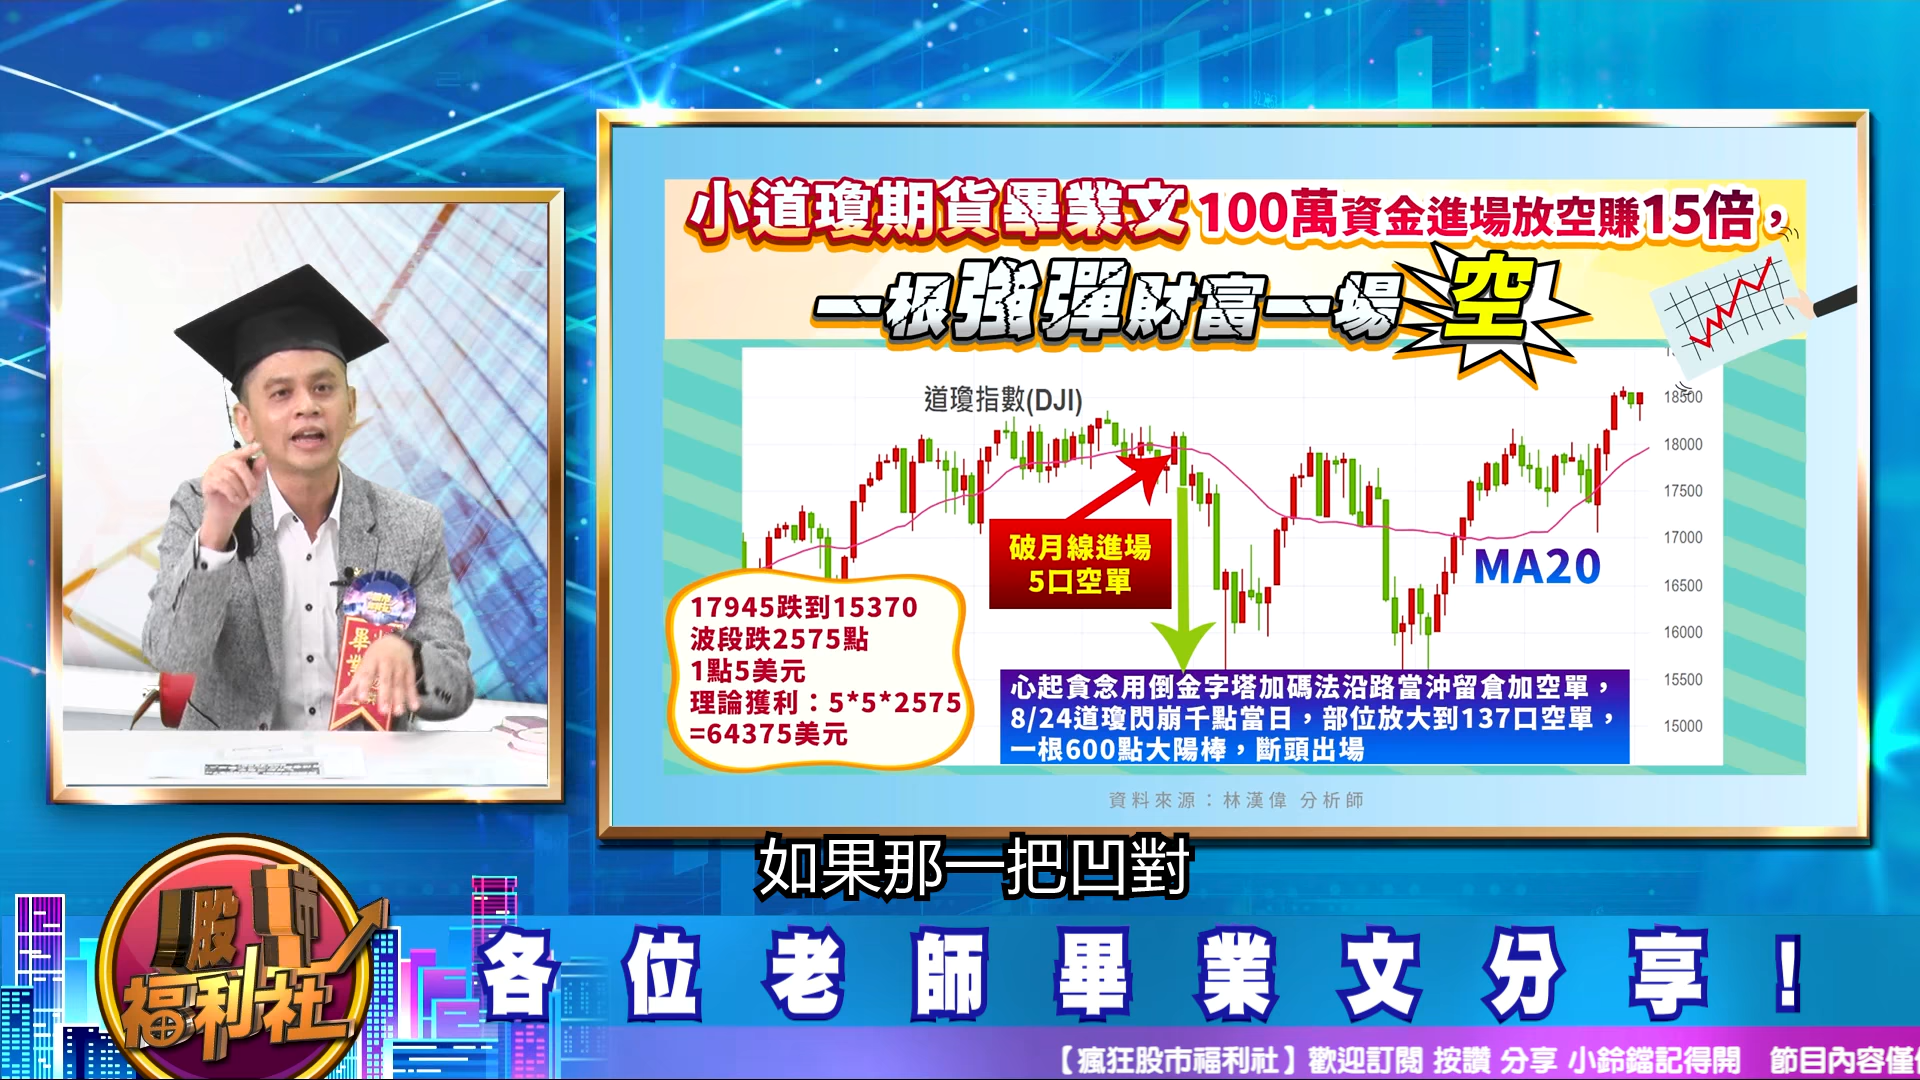 小道瓊期貨畢業文 100萬資金進場放空賺15倍，
一根強彈財富一場空
道瓊指數(DJI)
18500
18000
17500
17000
16500
16000
15500
15000
破月線進場
5口空單
MA20
17945跌到15370
波段跌2575點
1點5美元
理論獲利：5*5*2575
=64375美元
心起貪念用倒金字塔加碼法沿路當沖留倉加空單，
8/24道瓊閃崩千點當日，部位放大到137口空單，
一根600點大陽棒，斷頭出場
資料來源：林漢偉 分析師
如果那一把凹對
股市
福利社
各位老師畢業文分享！
【瘋狂股市福利社】歡迎訂閱 按讚 分享 小鈴鐺記得開 節目內容僅